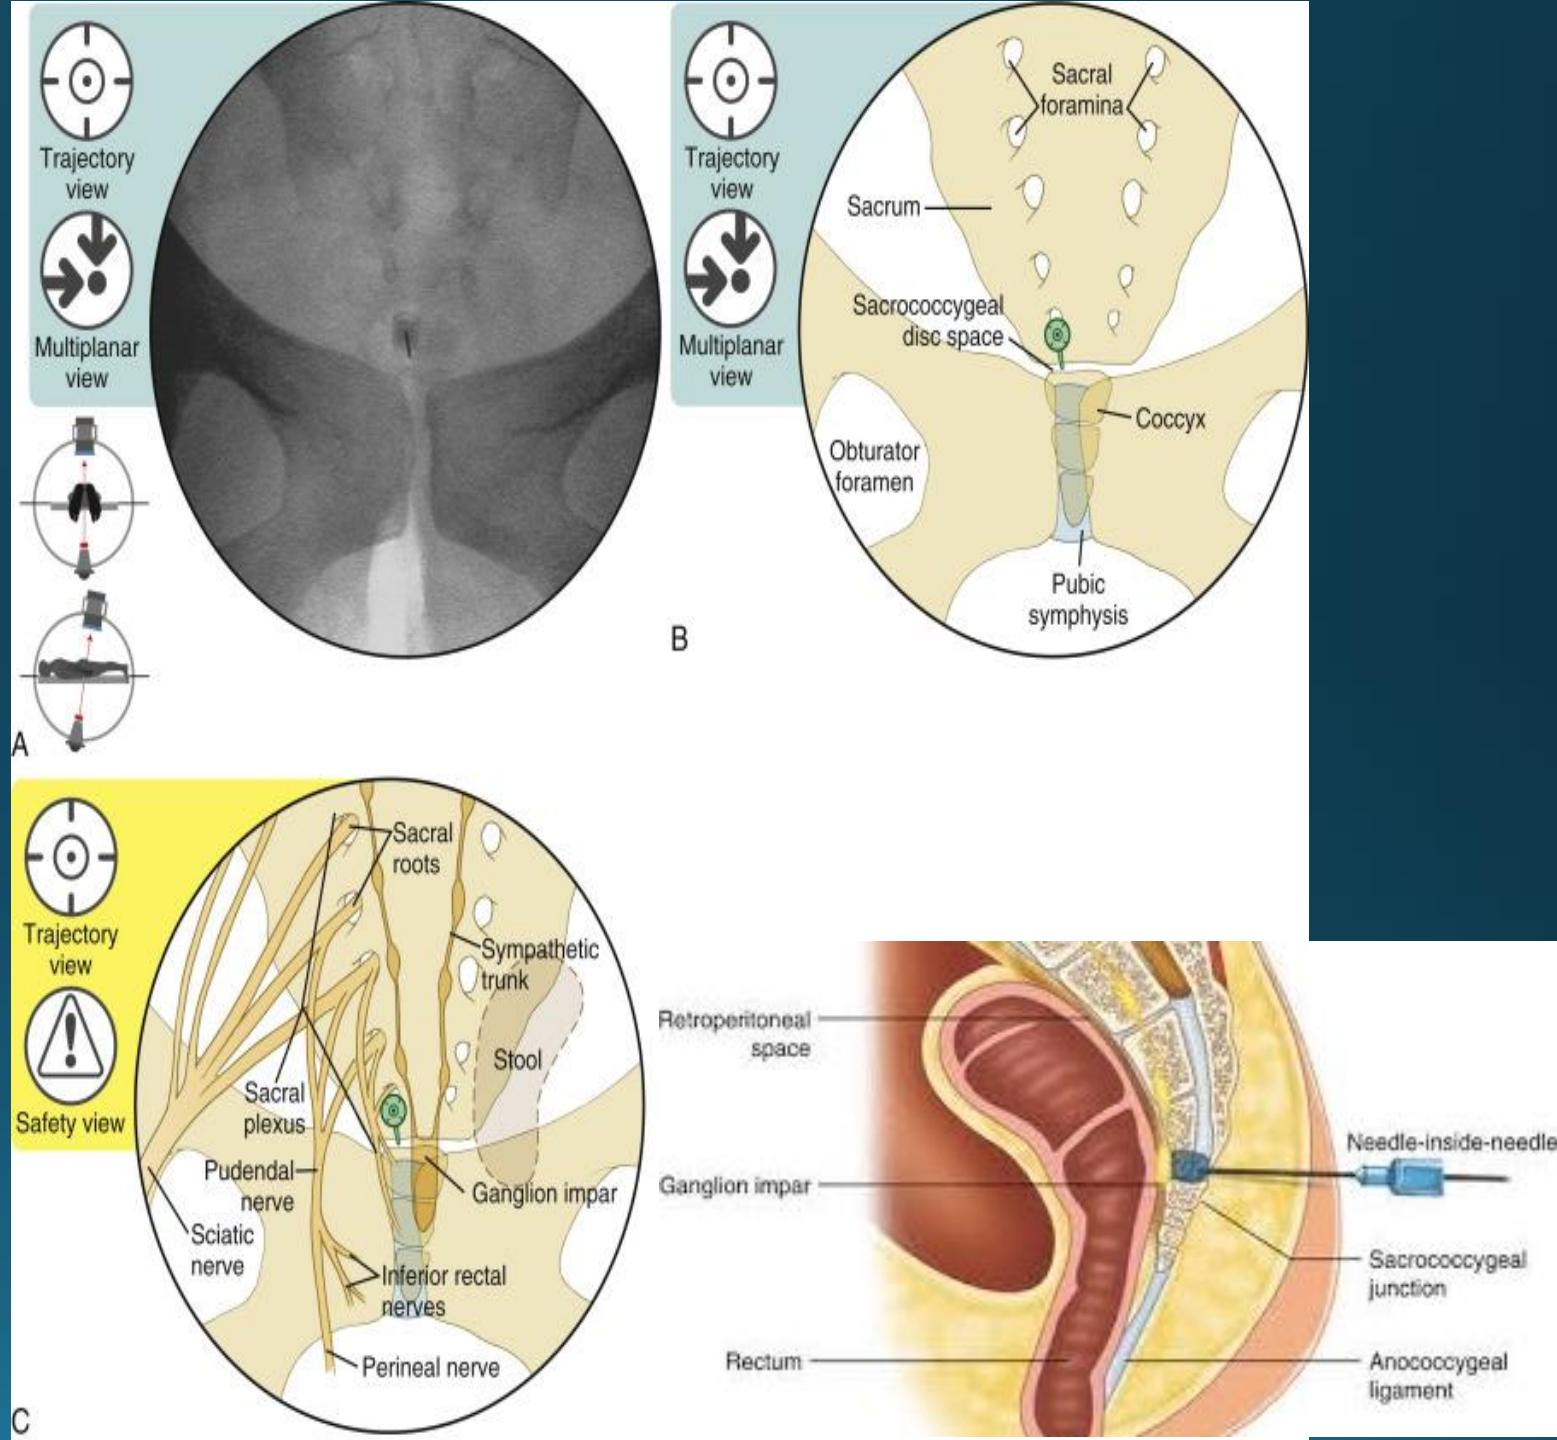 Trajectory
view
Multiplanar
view
A
Trajectory
view
Multiplanar
view
Sacral
foramina
Sacrum
Sacrococcygeal
disc space
Coccyx
Obturator
foramen
Pubic
symphysis
B
Trajectory
view
Safety view
Sacral
roots
Sympathetic
trunk
Stool
Sacral
plexus
Pudendal
nerve
Ganglion impar
Sciatic
nerve
Inferior rectal
nerves
Perineal nerve
C
Retroperitoneal
space
Needle-inside-needle
Ganglion impar
Sacrococcygeal
junction
Rectum
Anococcygeal
ligament